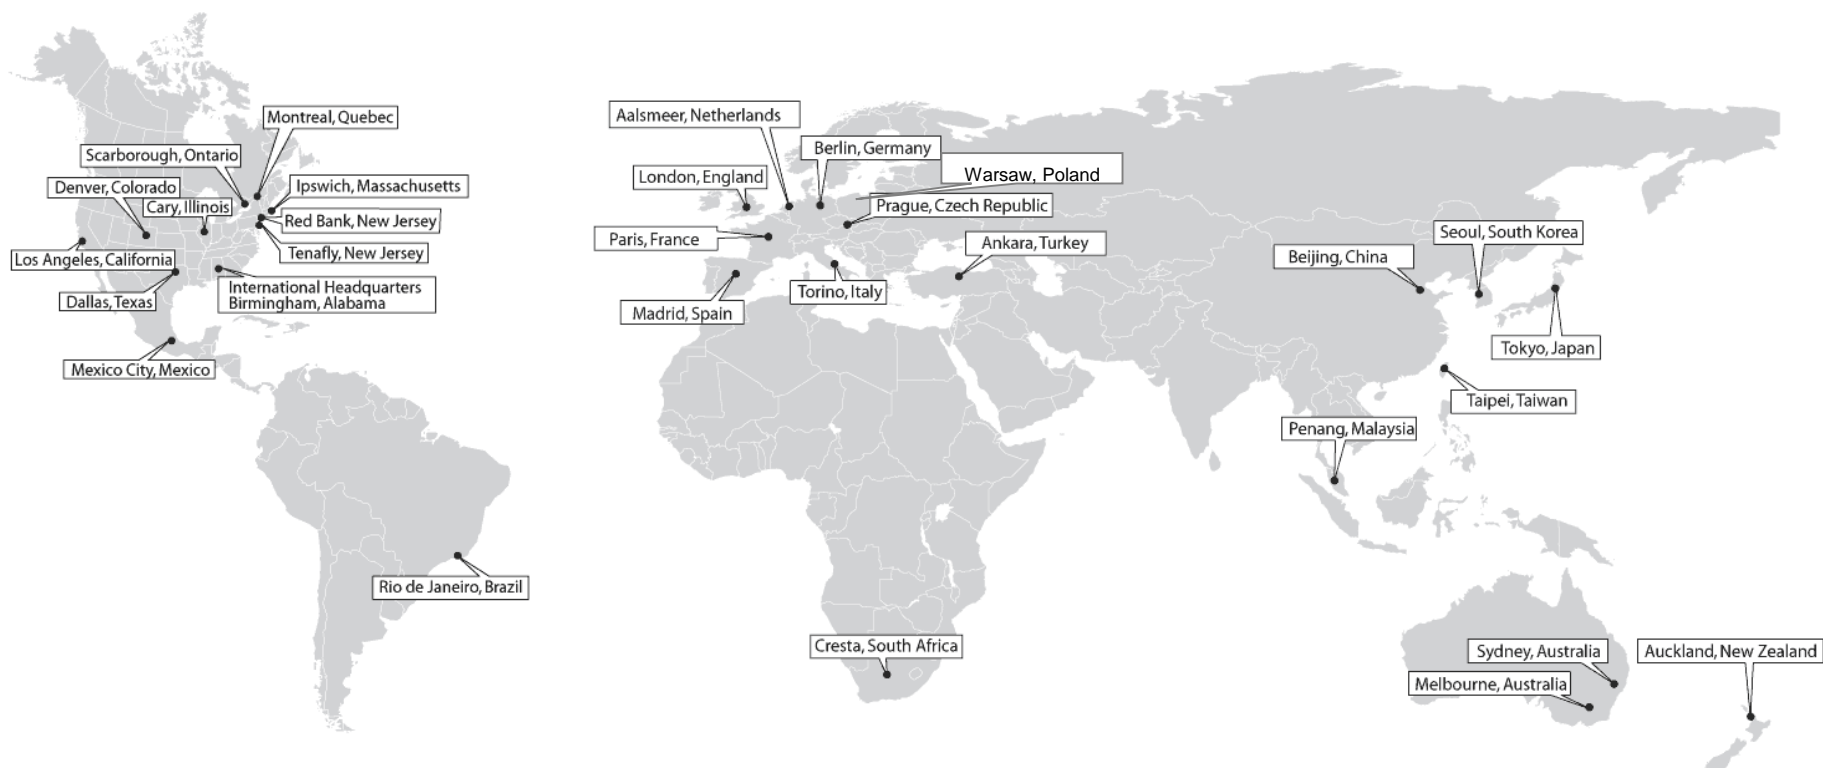 Montreal, Quebec
Scarborough, Ontario
Denver, Colorado
Ipswich, Massachusetts
Cary, Illinois
Red Bank, New Jersey
Tenafly, New Jersey
Los Angeles, California
International Headquarters
Birmingham, Alabama
Dallas, Texas
Mexico City, Mexico
Rio de Janeiro, Brazil
Aalsmeer, Netherlands
Berlin, Germany
Warsaw, Poland
London, England
Prague, Czech Republic
Paris, France
Ankara, Turkey
Torino, Italy
Madrid, Spain
Cresta, South Africa
Seoul, South Korea
Beijing, China
Tokyo, Japan
Taipei, Taiwan
Penang, Malaysia
Sydney, Australia
Auckland, New Zealand
Melbourne, Australia